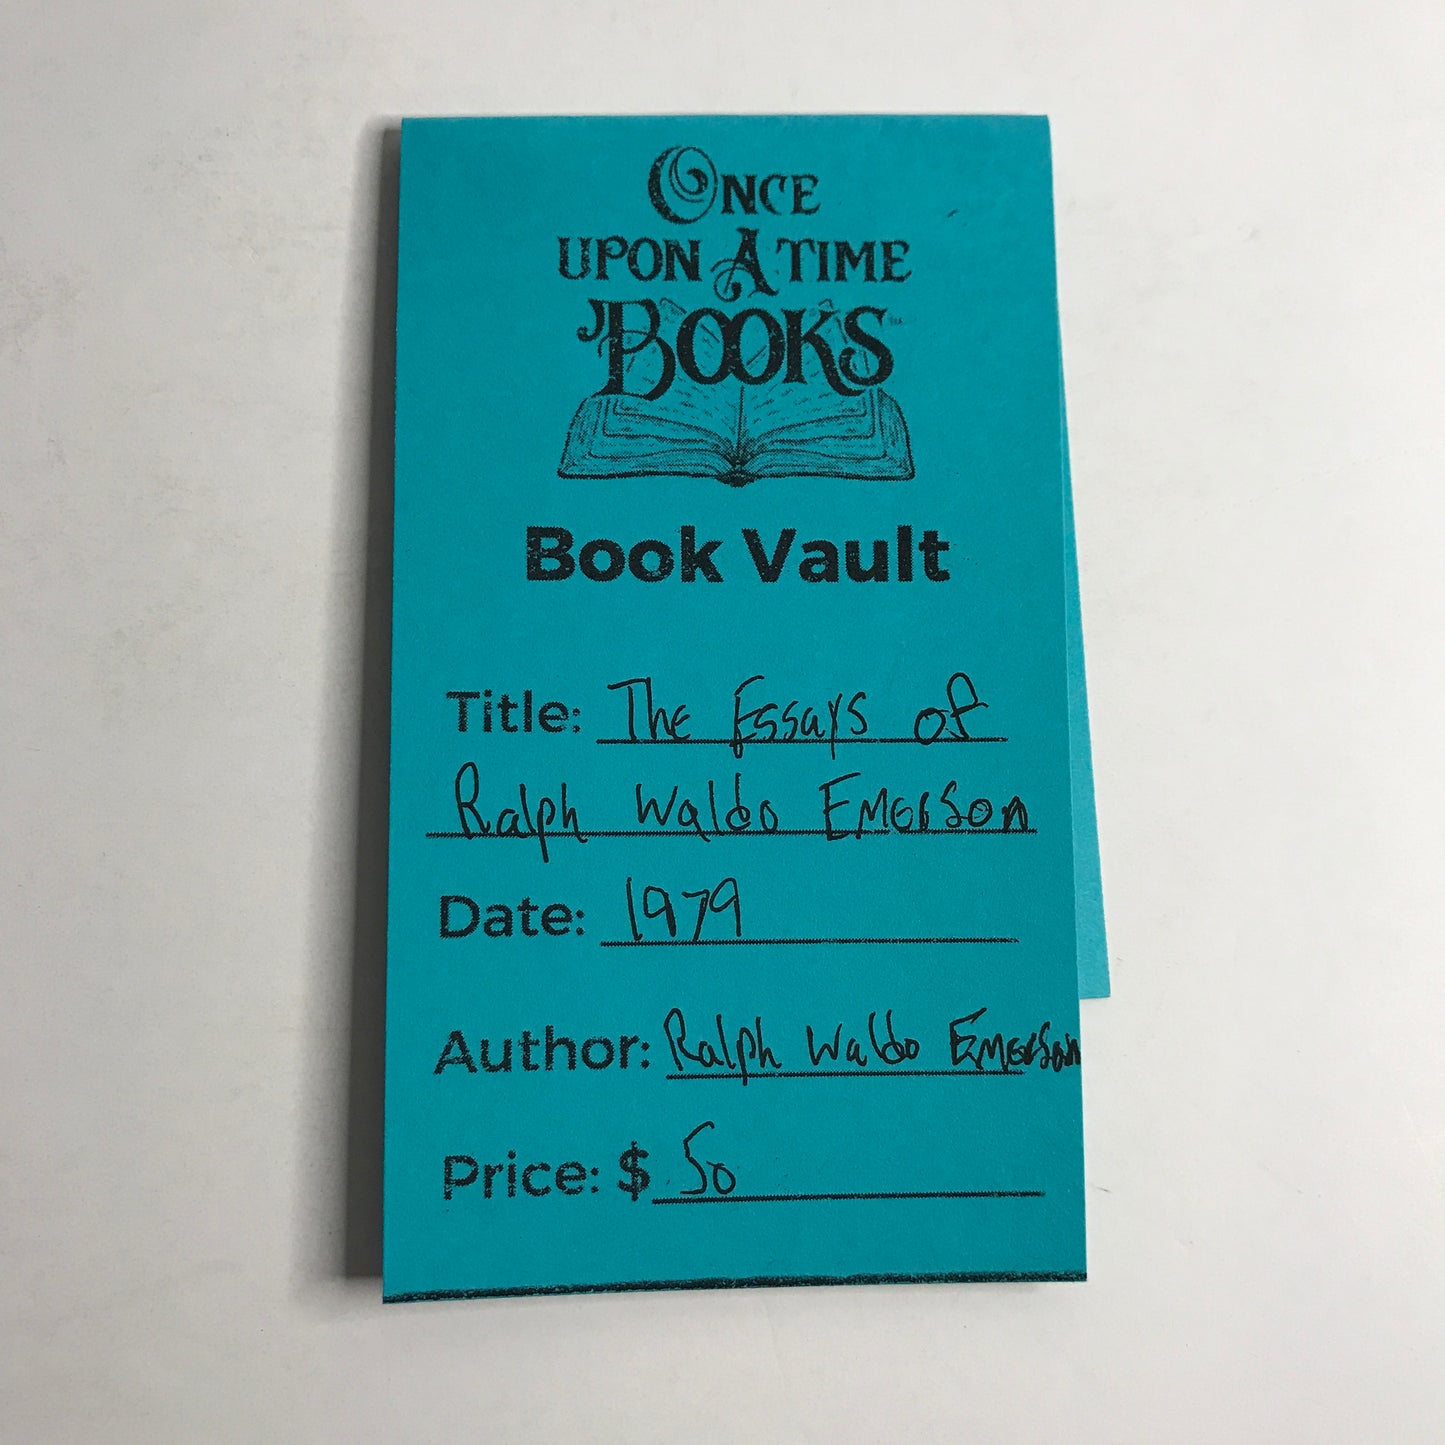 ONCE
UPON A TIME
BOOKS
Book Vault
Title: The Essays of
Ralph Waldo Emerson
Date: 1979
Author: Ralph Waldo Emerson
Price: $ 50